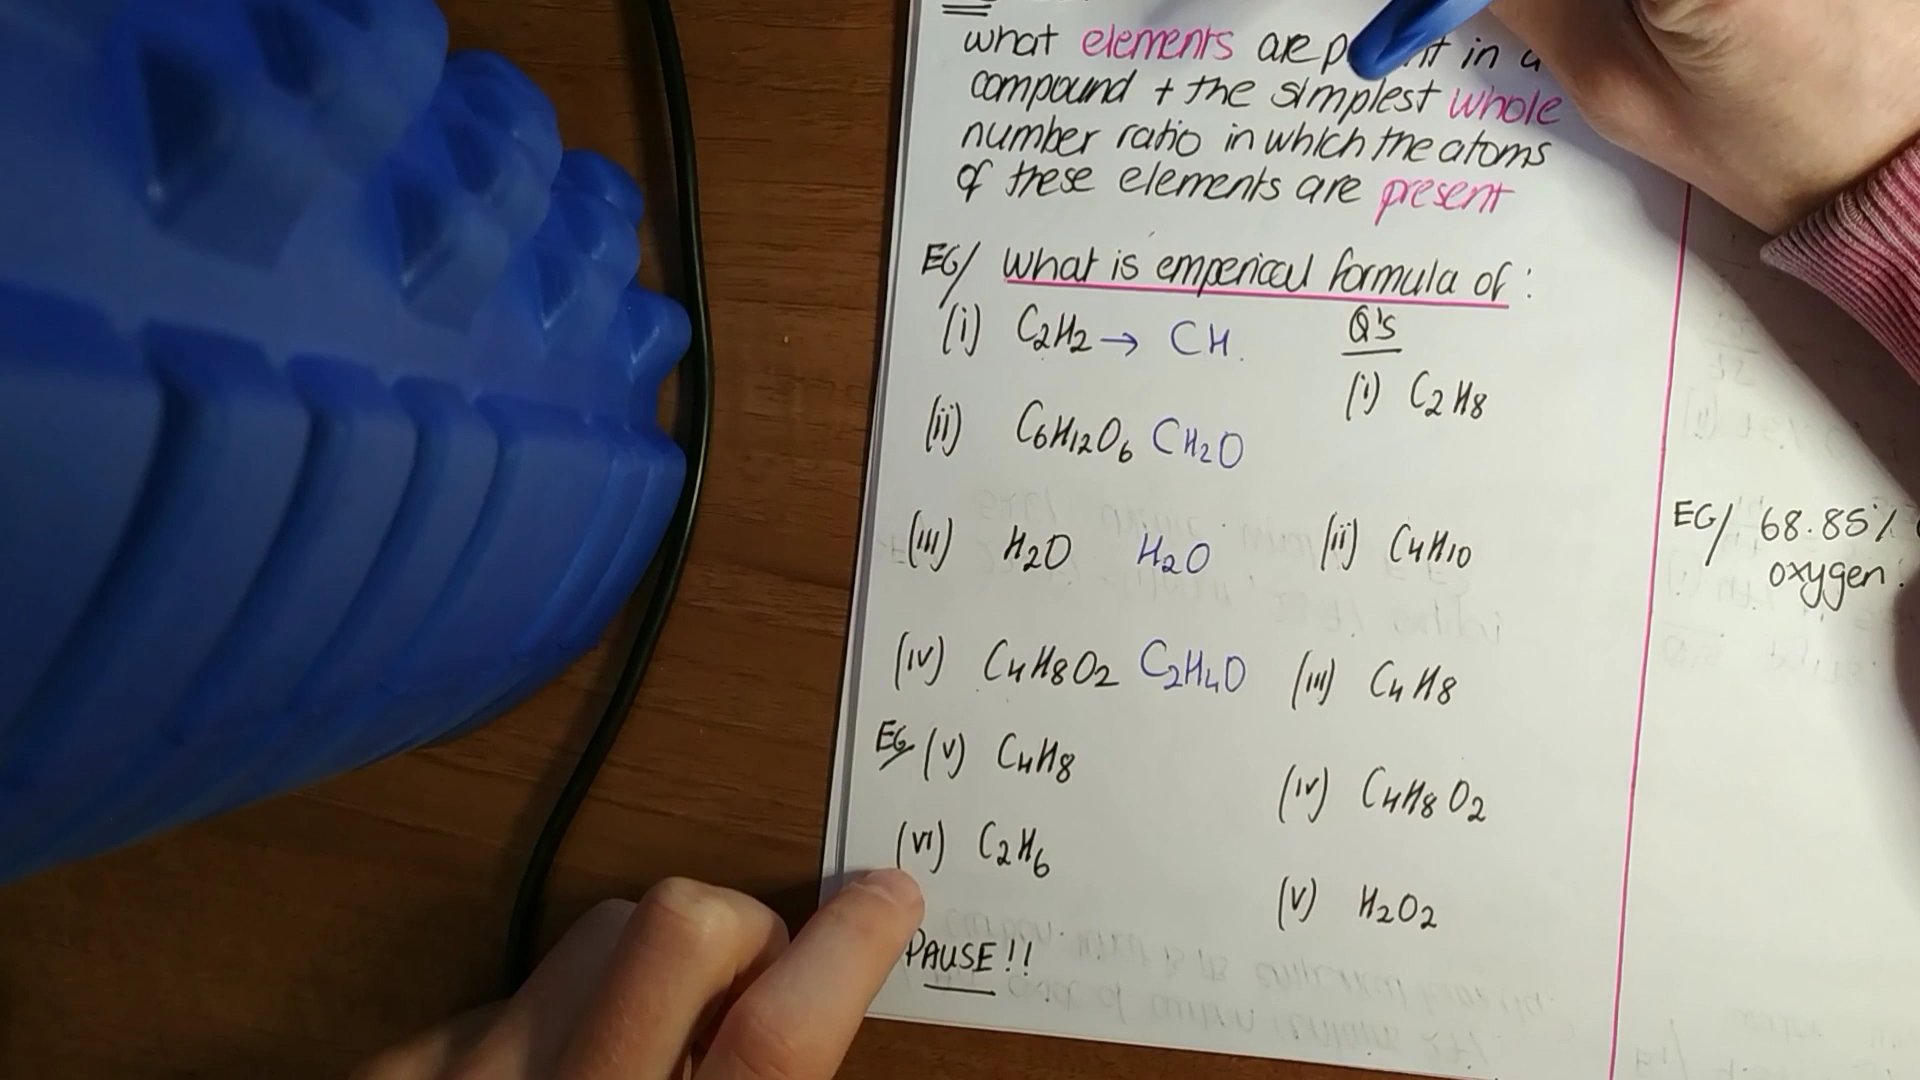 what elements are in a
compound + the simplest whole
number ratio in which the atoms
of these elements are present
EG/ what is emperical formula of:
(i) C2H2 → CH.
(ii) C6H12O6 CH2O
(iii) H2O H2O
(iv) C4H8O2 C2H4O
EG (v) C4H8
(vi) C2H6
PAUSE!!
Q's
(i) C2H8
(ii) C4H10
(iii) C4H8
(iv) C4H8O2
(v) H2O2
EG/ 68.85%
oxygen.